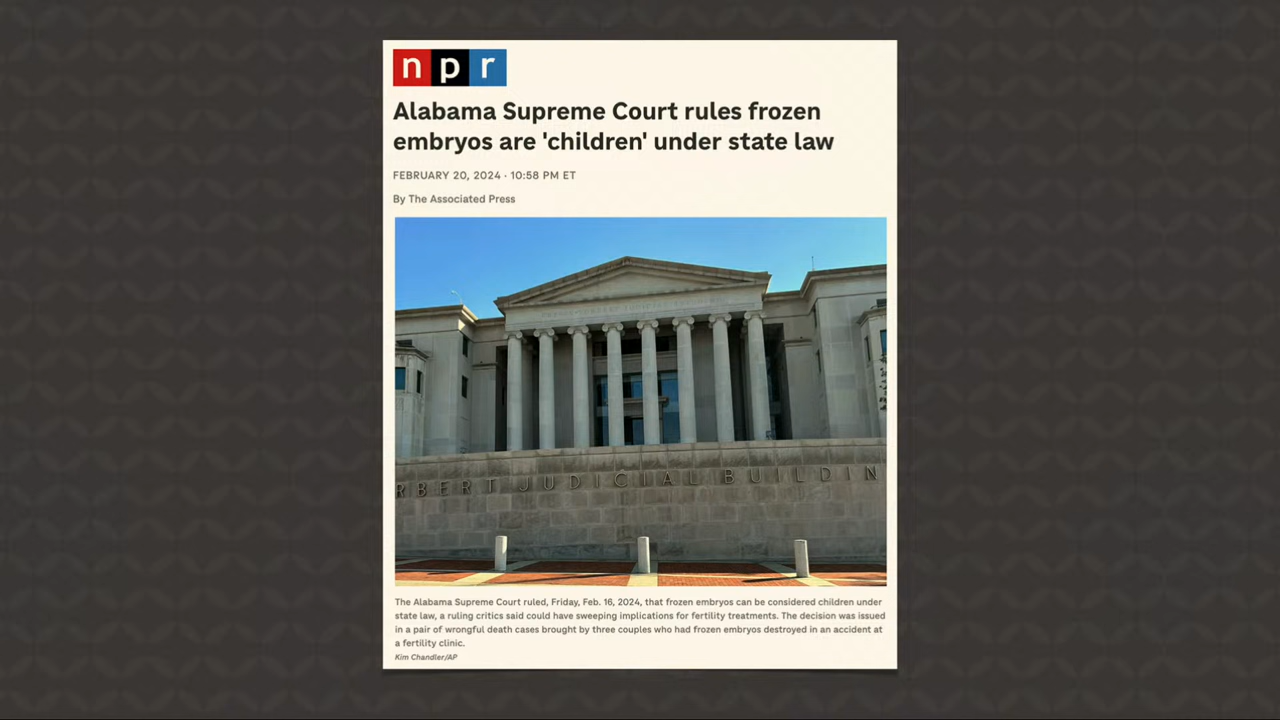 npr
Alabama Supreme Court rules frozen
embryos are 'children' under state law
FEBRUARY 20, 2024 · 10:58 PM ET
By The Associated Press
RBERT JUDICIAL BUILDIN
The Alabama Supreme Court ruled, Friday, Feb. 16, 2024, that frozen embryos can be considered children under
state law, a ruling critics said could have sweeping implications for fertility treatments. The decision was issued
in a pair of wrongful death cases brought by three couples who had frozen embryos destroyed in an accident at
a fertility clinic.
Kim Chandler/AP